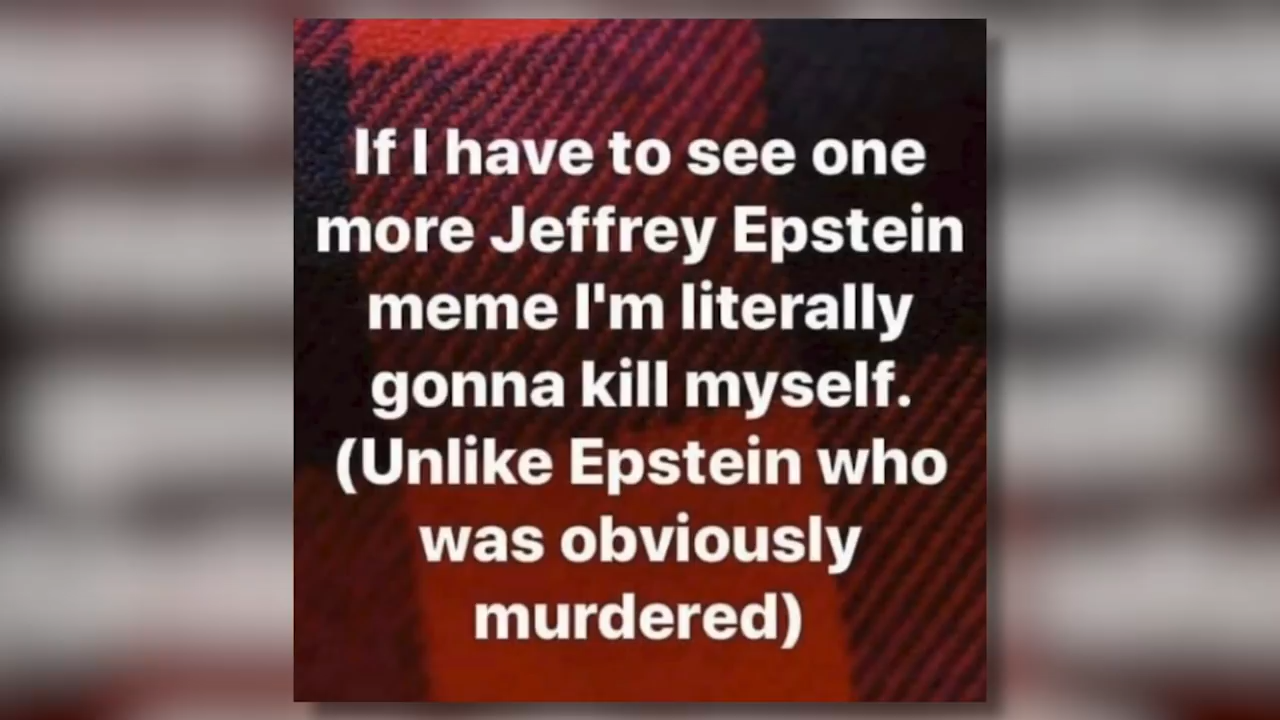 If I have to see one
more Jeffrey Epstein
meme I'm literally
gonna kill myself.
(Unlike Epstein who
was obviously
murdered)